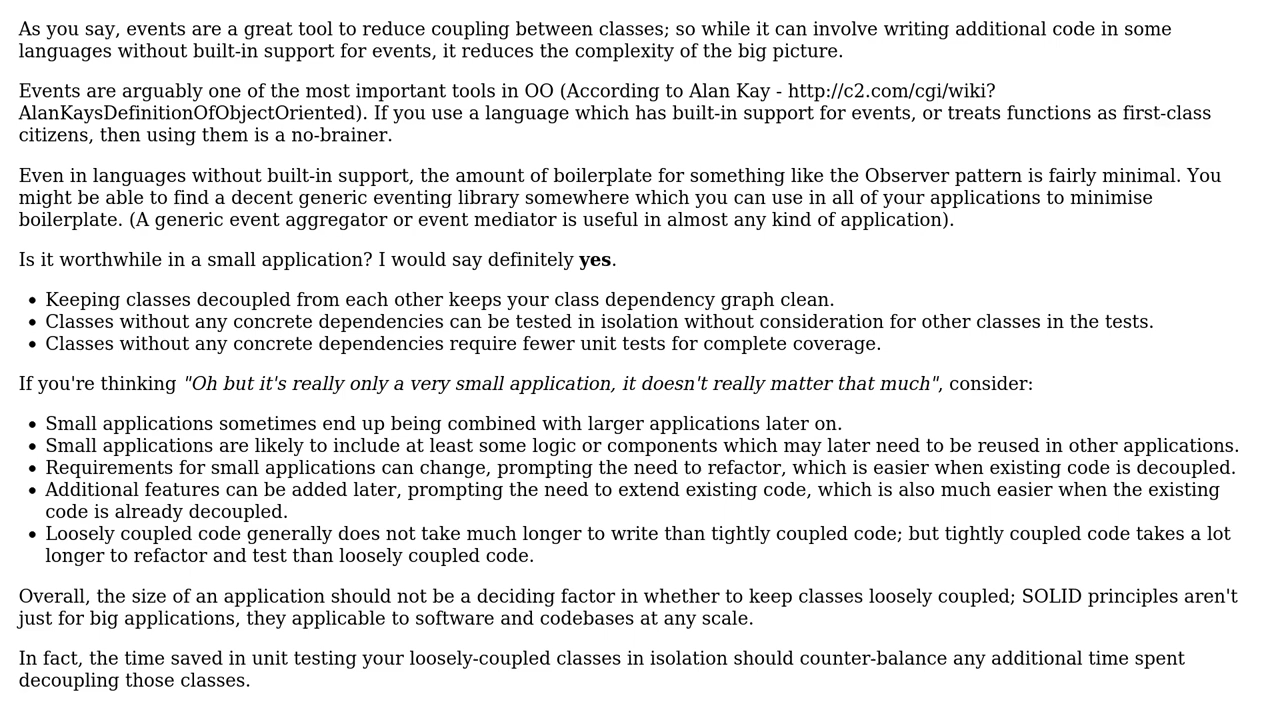 As you say, events are a great tool to reduce coupling between classes; so while it can involve writing additional code in some
languages without built-in support for events, it reduces the complexity of the big picture.
Events are arguably one of the most important tools in OO (According to Alan Kay - http://c2.com/cgi/wiki?
AlanKaysDefinitionOfObjectOriented). If you use a language which has built-in support for events, or treats functions as first-class
citizens, then using them is a no-brainer.
Even in languages without built-in support, the amount of boilerplate for something like the Observer pattern is fairly minimal. You
might be able to find a decent generic eventing library somewhere which you can use in all of your applications to minimise
boilerplate. (A generic event aggregator or event mediator is useful in almost any kind of application).
Is it worthwhile in a small application? I would say definitely yes.
• Keeping classes decoupled from each other keeps your class dependency graph clean.
• Classes without any concrete dependencies can be tested in isolation without consideration for other classes in the tests.
• Classes without any concrete dependencies require fewer unit tests for complete coverage.
If you're thinking "Oh but it's really only a very small application, it doesn't really matter that much", consider:
• Small applications sometimes end up being combined with larger applications later on.
• Small applications are likely to include at least some logic or components which may later need to be reused in other applications.
• Requirements for small applications can change, prompting the need to refactor, which is easier when existing code is decoupled.
• Additional features can be added later, prompting the need to extend existing code, which is also much easier when the existing
code is already decoupled.
• Loosely coupled code generally does not take much longer to write than tightly coupled code; but tightly coupled code takes a lot
longer to refactor and test than loosely coupled code.
Overall, the size of an application should not be a deciding factor in whether to keep classes loosely coupled; SOLID principles aren't
just for big applications, they applicable to software and codebases at any scale.
In fact, the time saved in unit testing your loosely-coupled classes in isolation should counter-balance any additional time spent
decoupling those classes.